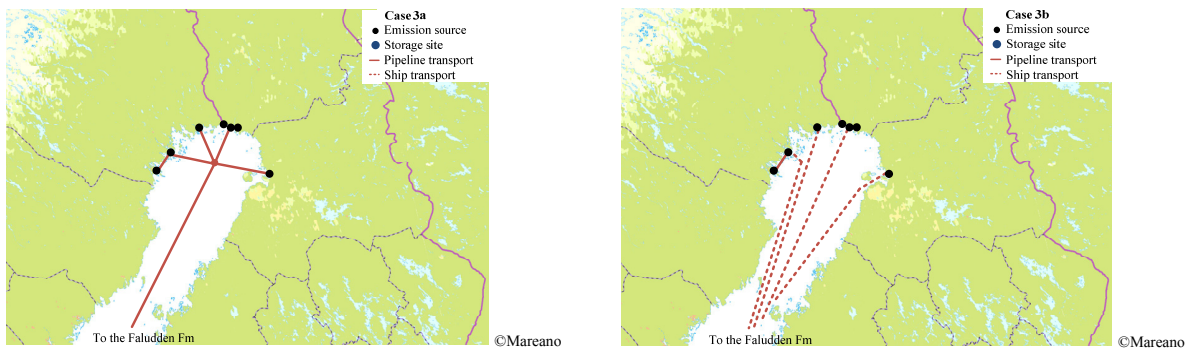 Case 3a
Emission source
Storage site
Pipeline transport
Ship transport
To the Faludden Fm
©Mareano
Case 3b
Emission source
Storage site
Pipeline transport
Ship transport
To the Faludden Fm
©Mareano